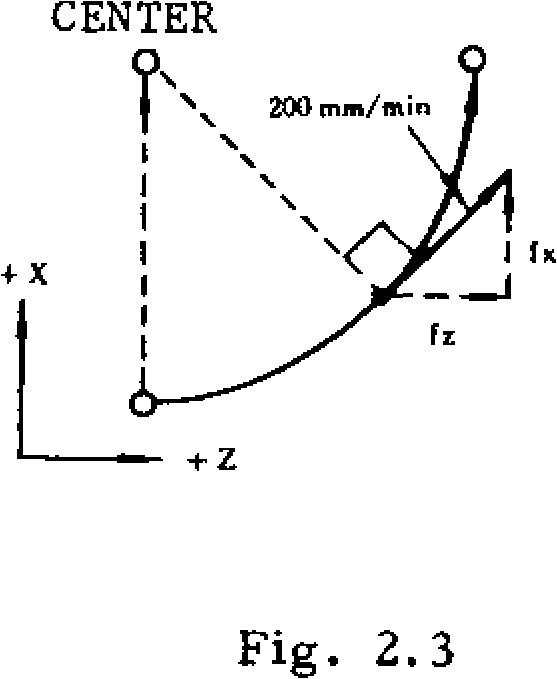 CENTER
200 mm/min
fx
+ X
fz
+ Z
Fig. 2.3